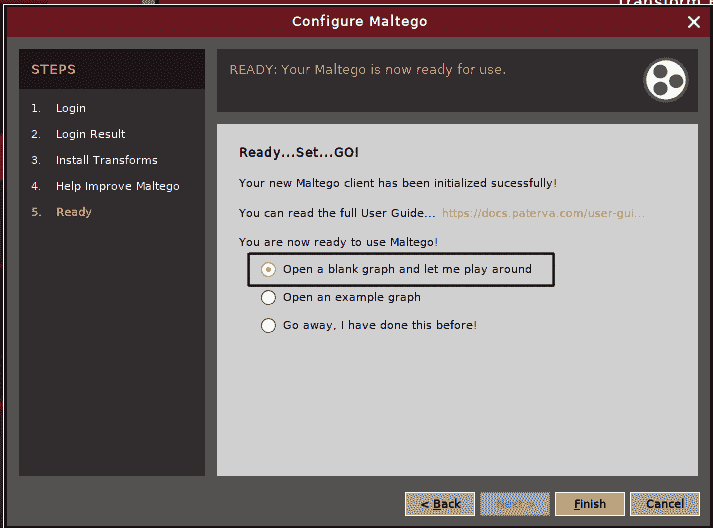 Transform
Configure Maltego
STEPS
1. Login
2. Login Result
3. Install Transforms
4. Help Improve Maltego
5. Ready
READY: Your Maltego is now ready for use.
Ready...Set...GO!
Your new Maltego client has been initialized sucessfully!
You can read the full User Guide... https://docs.paterva.com/user-gui...
You are now ready to use Maltego!
Open a blank graph and let me play around
Open an example graph
Go away, I have done this before!
< Back
Finish
Cancel